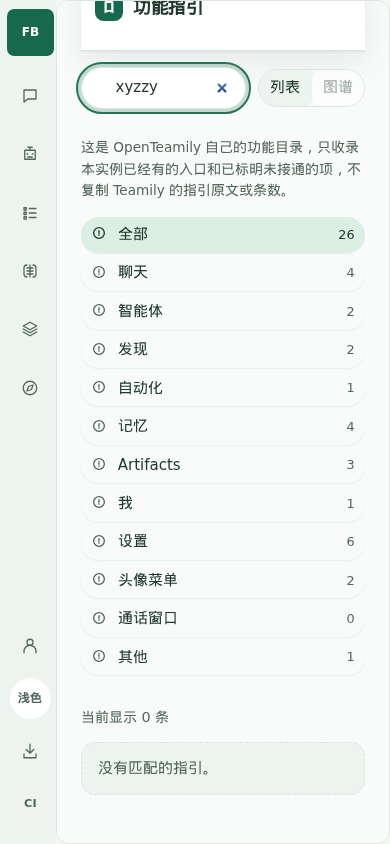 FB
功能指引
xyzzy
列表
图谱
这是 OpenTeamily 自己的功能目录，只收录
本实例已经有的入口和已标明未接通的项，不
复制 Teamily 的指引原文或条数。
全部 26
聊天 4
智能体 2
发现 2
自动化 1
记忆 4
Artifacts 3
我 1
设置 6
头像菜单 2
通话窗口 0
其他 1
浅色
CI
当前显示 0 条
没有匹配的指引。